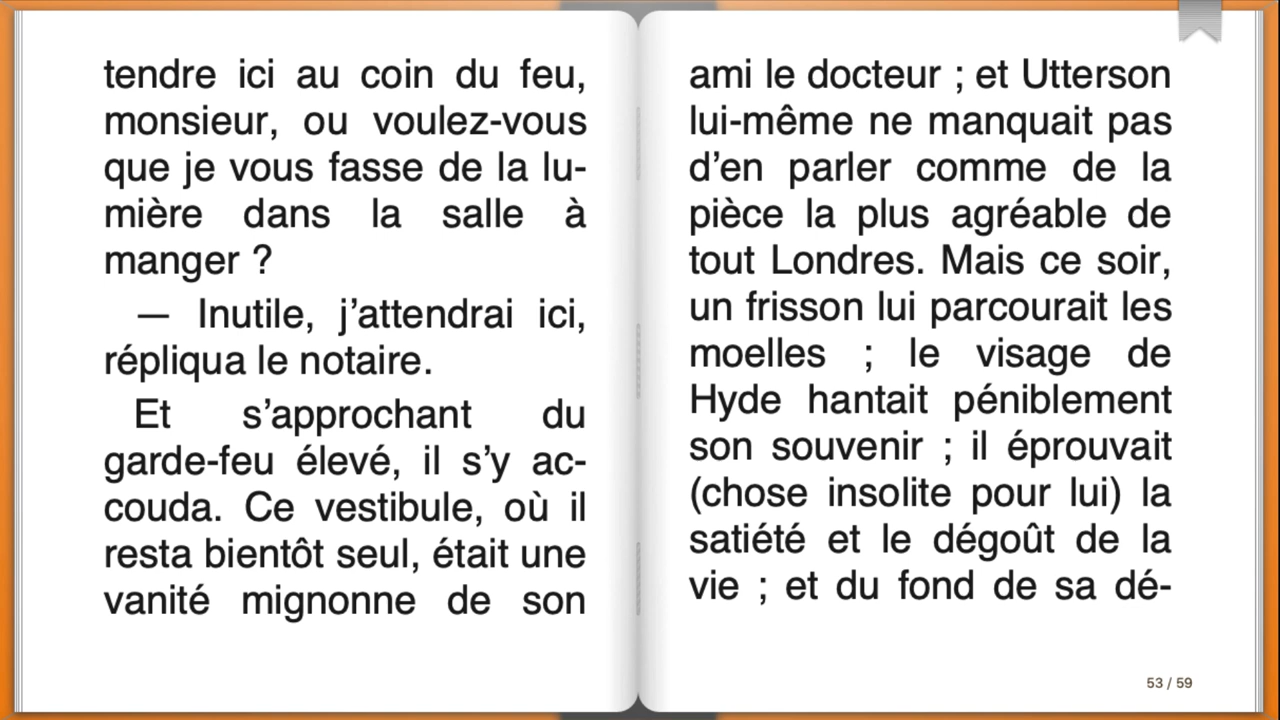 tendre ici au coin du feu,
monsieur, ou voulez-vous
que je vous fasse de la lu-
mière dans la salle à
manger ?
— Inutile, j’attendrai ici,
répliqua le notaire.
Et s’approchant du
garde-feu élevé, il s’y ac-
couda. Ce vestibule, où il
resta bientôt seul, était une
vanité mignonne de son
ami le docteur ; et Utterson
lui-même ne manquait pas
d’en parler comme de la
pièce la plus agréable de
tout Londres. Mais ce soir,
un frisson lui parcourait les
moelles ; le visage de
Hyde hantait péniblement
son souvenir ; il éprouvait
(chose insolite pour lui) la
satiété et le dégoût de la
vie ; et du fond de sa dé-
53 / 59